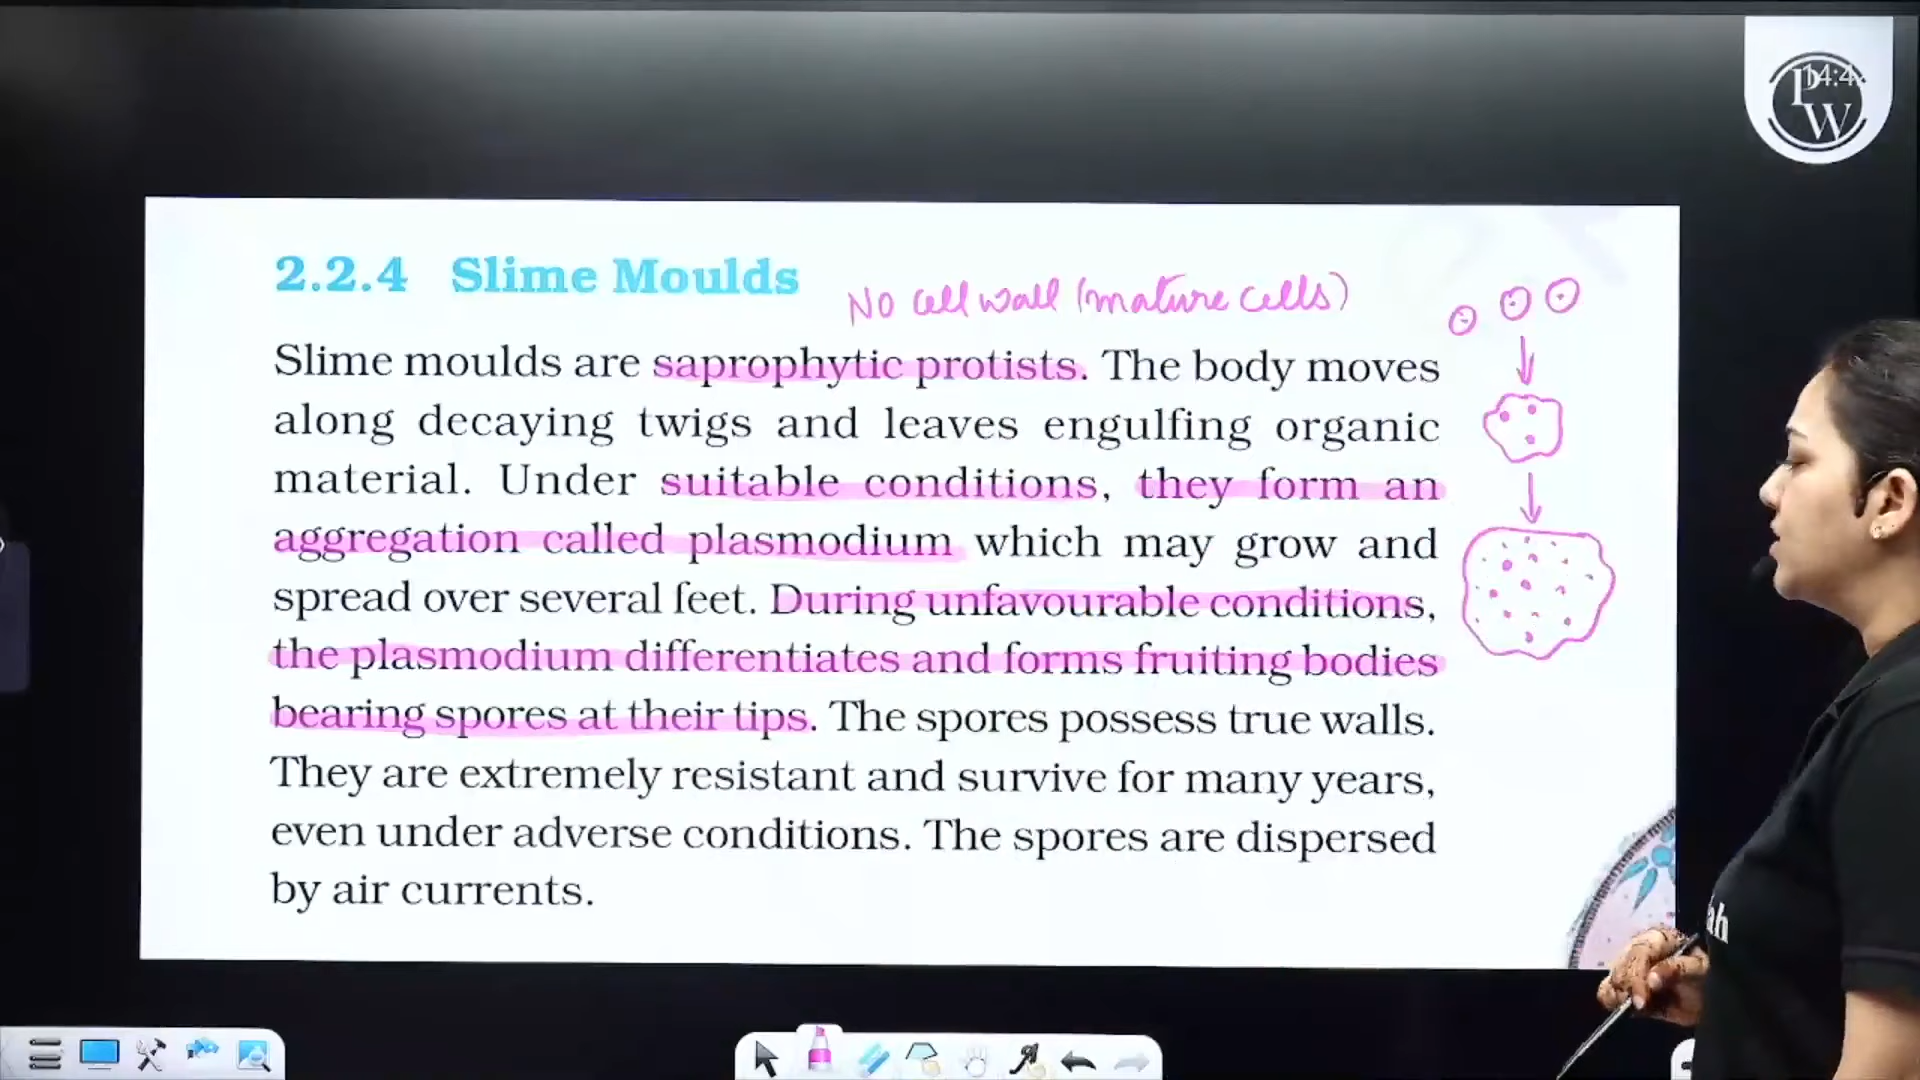 14:4
PW
2.2.4 Slime Moulds
No cell wall (mature cells)
Slime moulds are saprophytic protists. The body moves
along decaying twigs and leaves engulfing organic
material. Under suitable conditions, they form an
aggregation called plasmodium which may grow and
spread over several feet. During unfavourable conditions,
the plasmodium differentiates and forms fruiting bodies
bearing spores at their tips. The spores possess true walls.
They are extremely resistant and survive for many years,
even under adverse conditions. The spores are dispersed
by air currents.
ah